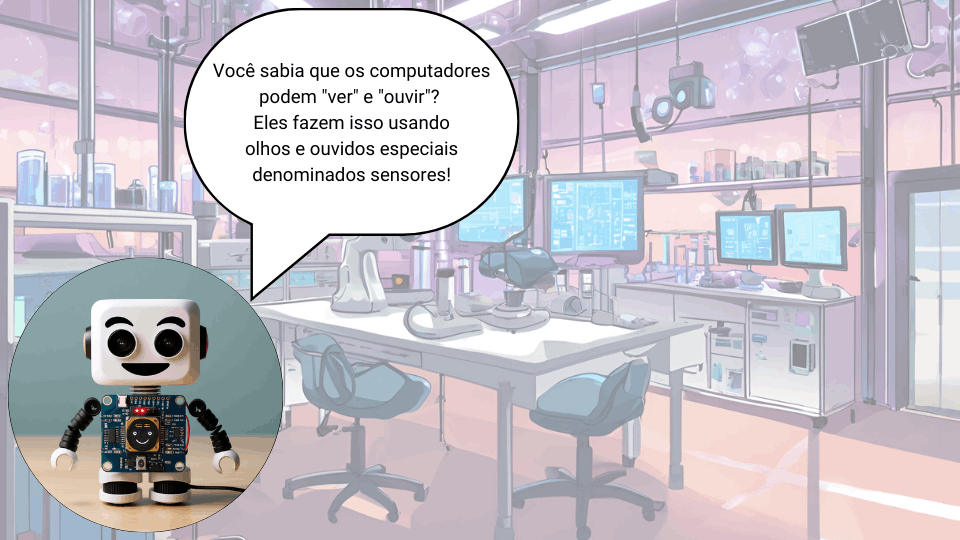 Você sabia que os computadores
podem "ver" e "ouvir"?
Eles fazem isso usando
olhos e ouvidos especiais
denominados sensores!